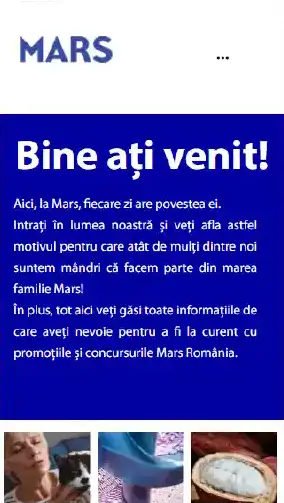 MARS
...
Bine ați venit!
Aici, la Mars, fiecare zi are povestea ei.
Intrați în lumea noastră și veți afla astfel
motivul pentru care atât de mulți dintre noi
suntem mândri că facem parte din marea
familie Mars!
În plus, tot aici veți găsi toate informațiile de
care aveți nevoie pentru a fi la curent cu
promoțiile și concursurile Mars România.